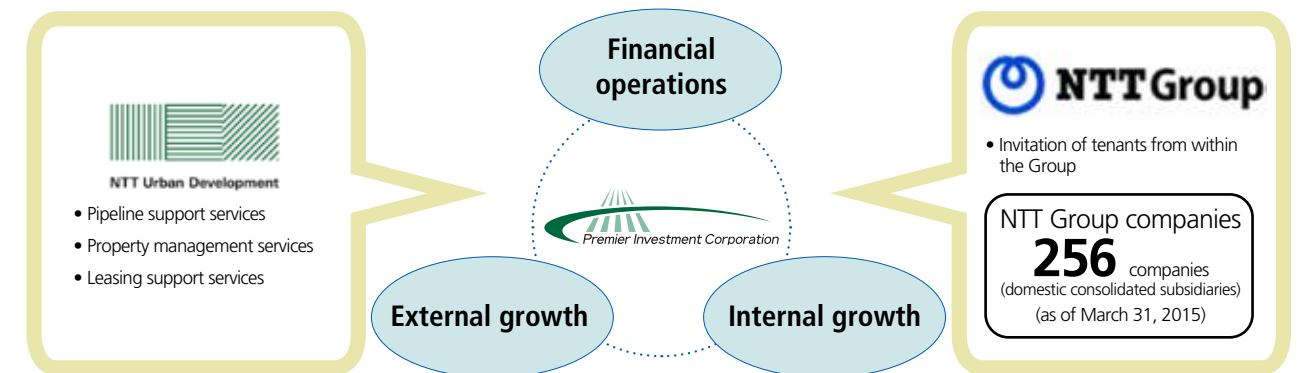 NTT Urban Development
• Pipeline support services
• Property management services
• Leasing support services
Financial
operations
Premier Investment Corporation
External growth
Internal growth
NTT Group
• Invitation of tenants from within
the Group
NTT Group companies
256 companies
(domestic consolidated subsidiaries)
(as of March 31, 2015)